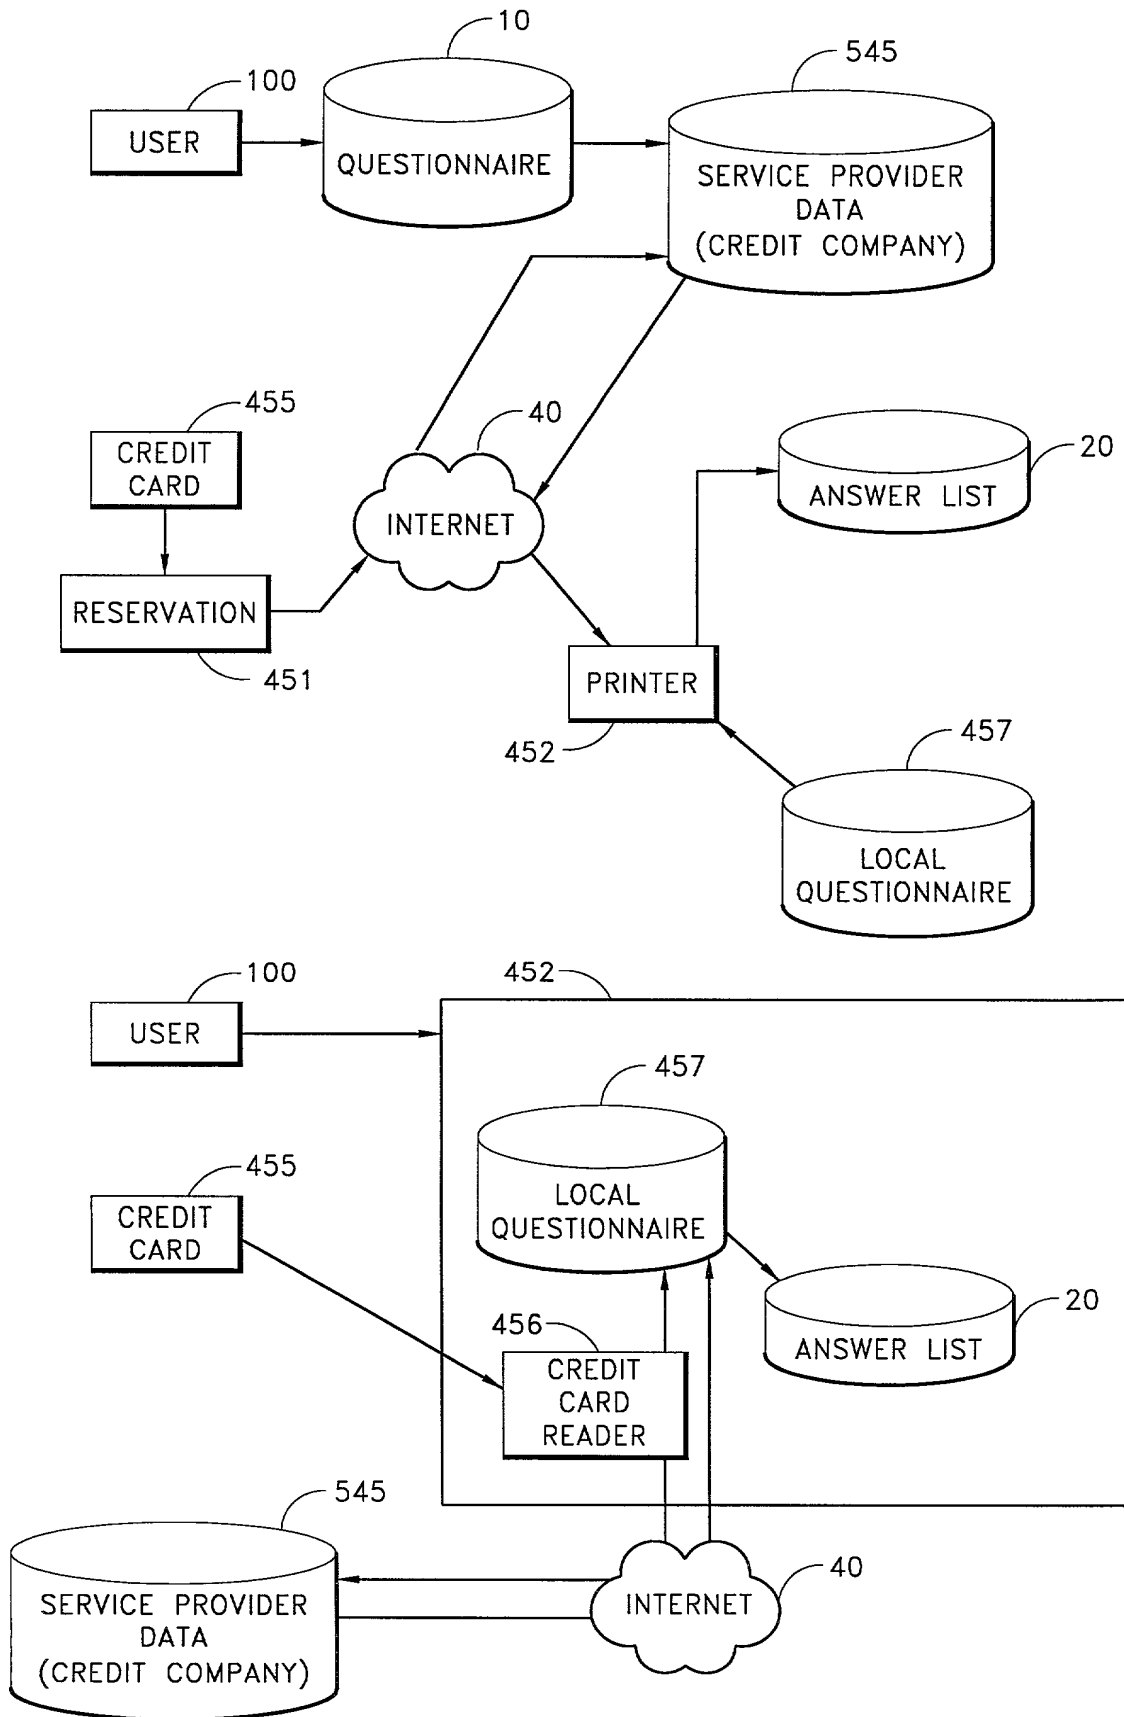 10
545
100
USER
QUESTIONNAIRE
SERVICE PROVIDER
DATA
(CREDIT COMPANY)
455
40
20
CREDIT
CARD
ANSWER LIST
INTERNET
RESERVATION
451
PRINTER
452
457
LOCAL
QUESTIONNAIRE
100
452
USER
457
455
LOCAL
QUESTIONNAIRE
CREDIT
CARD
20
456
ANSWER LIST
CREDIT
CARD
READER
545
40
INTERNET
SERVICE PROVIDER
DATA
(CREDIT COMPANY)